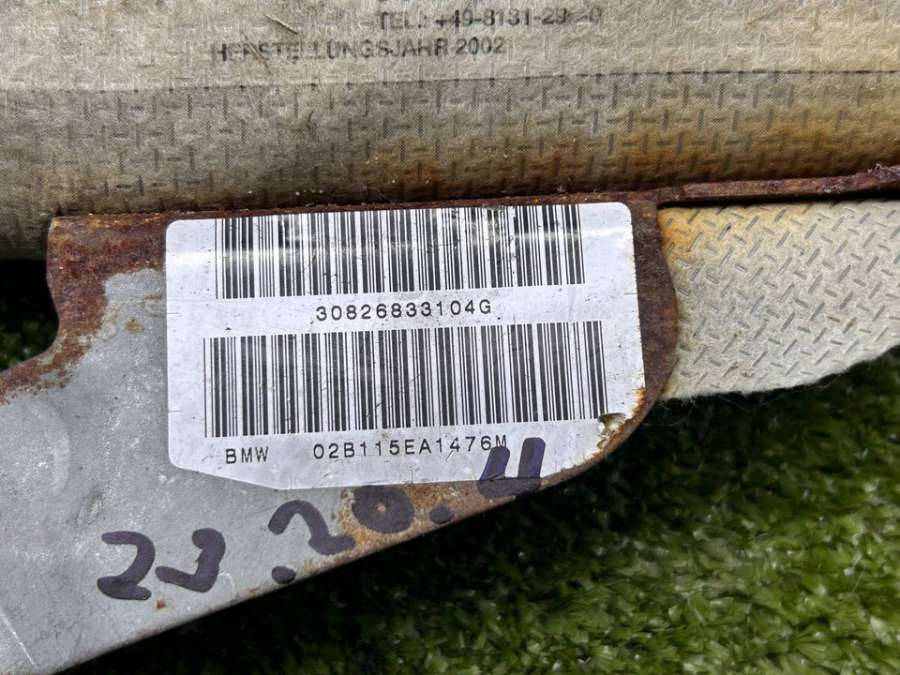 TEL.: +49-8131-29 20
HERSTELLUNGSJAHR 2002
30826833104G
BMW 02B115EA1476M
23.20.4